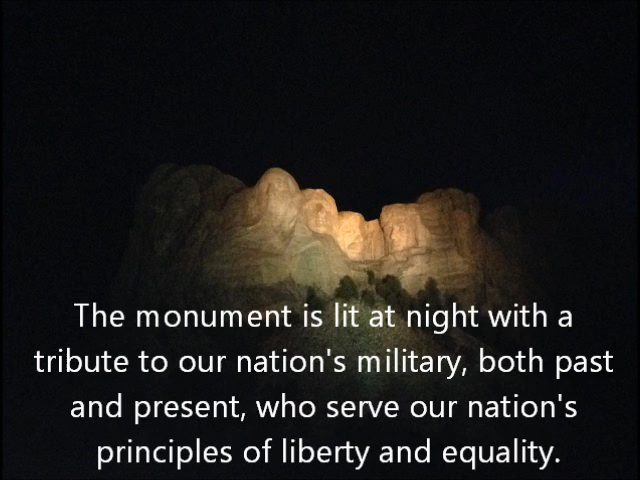 The monument is lit at night with a
tribute to our nation's military, both past
and present, who serve our nation's
principles of liberty and equality.